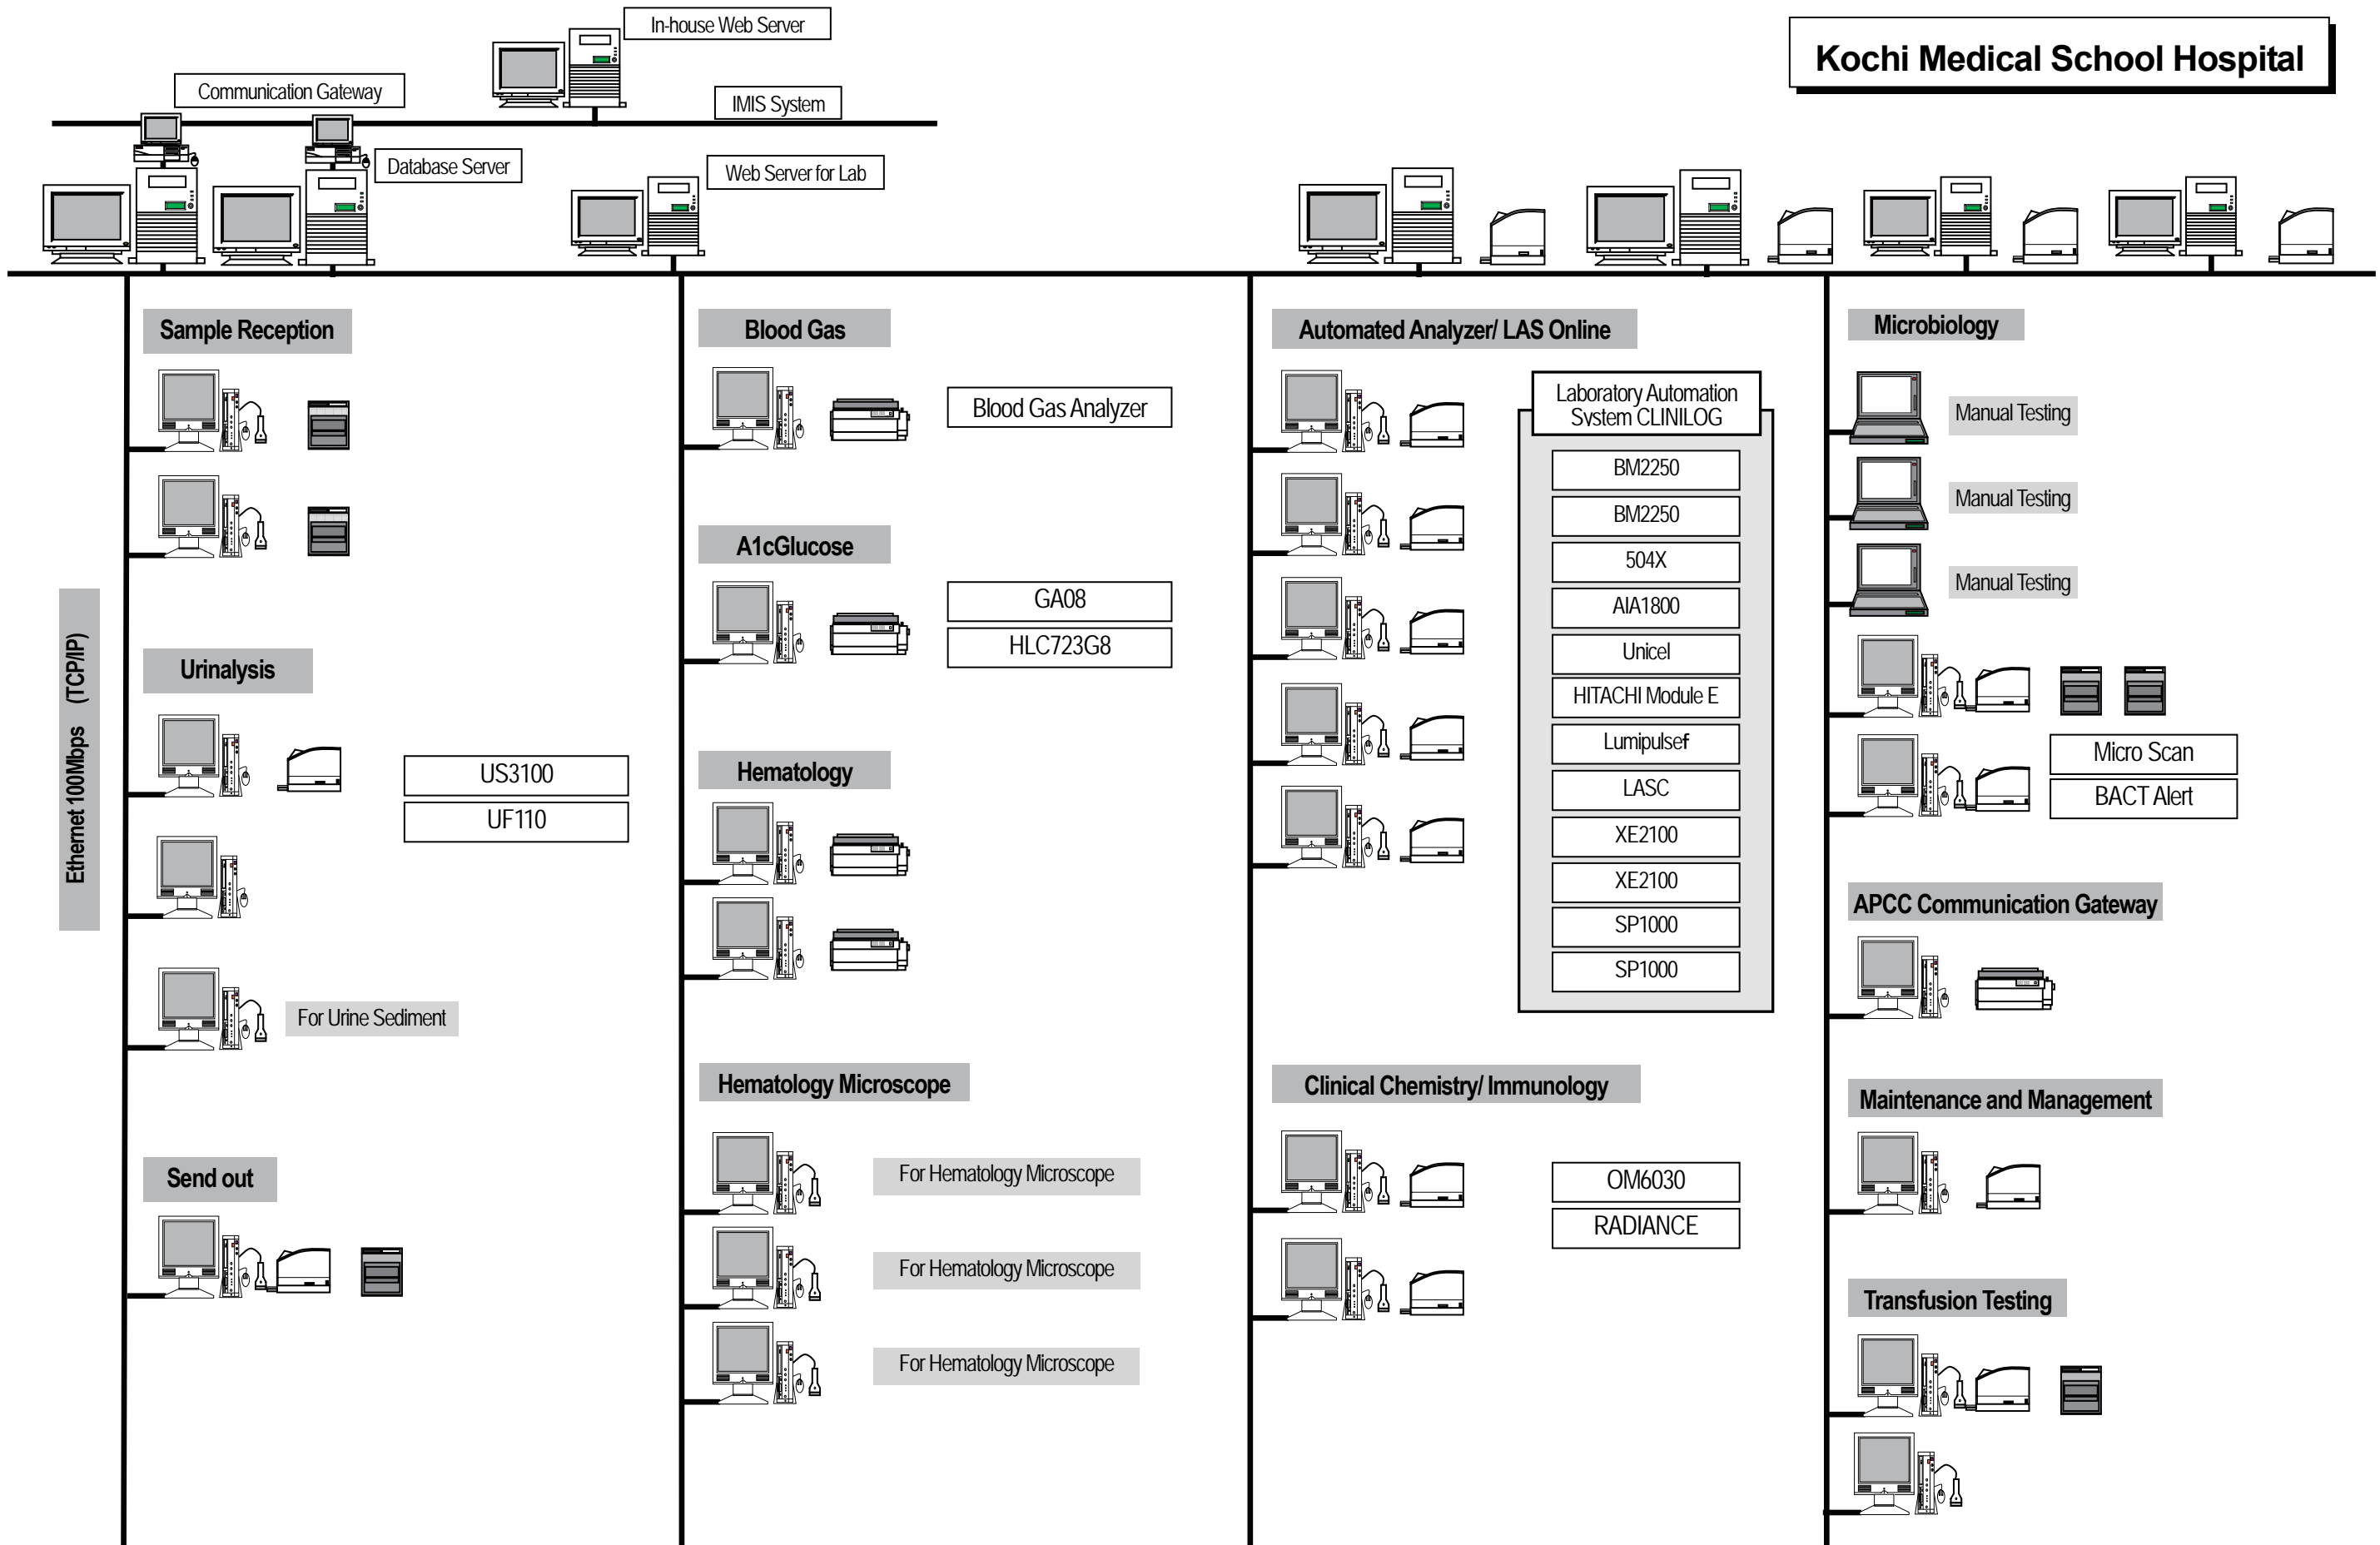 In-house Web Server
Kochi Medical School Hospital
Communication Gateway
IMIS System
Database Server
Web Server for Lab
Ethernet 100Mbps (TCP/IP)
Sample Reception
Urinalysis
US3100
UF110
For Urine Sediment
Send out
Blood Gas
Blood Gas Analyzer
A1cGlucose
GA08
HLC723G8
Hematology
Hematology Microscope
For Hematology Microscope
For Hematology Microscope
For Hematology Microscope
Automated Analyzer/ LAS Online
Laboratory Automation
System CLINILOG
BM2250
BM2250
504X
AIA1800
Unicel
HITACHI Module E
Lumipulsef
LASC
XE2100
XE2100
SP1000
SP1000
Clinical Chemistry/ Immunology
OM6030
RADIANCE
Microbiology
Manual Testing
Manual Testing
Manual Testing
Micro Scan
BACT Alert
APCC Communication Gateway
Maintenance and Management
Transfusion Testing